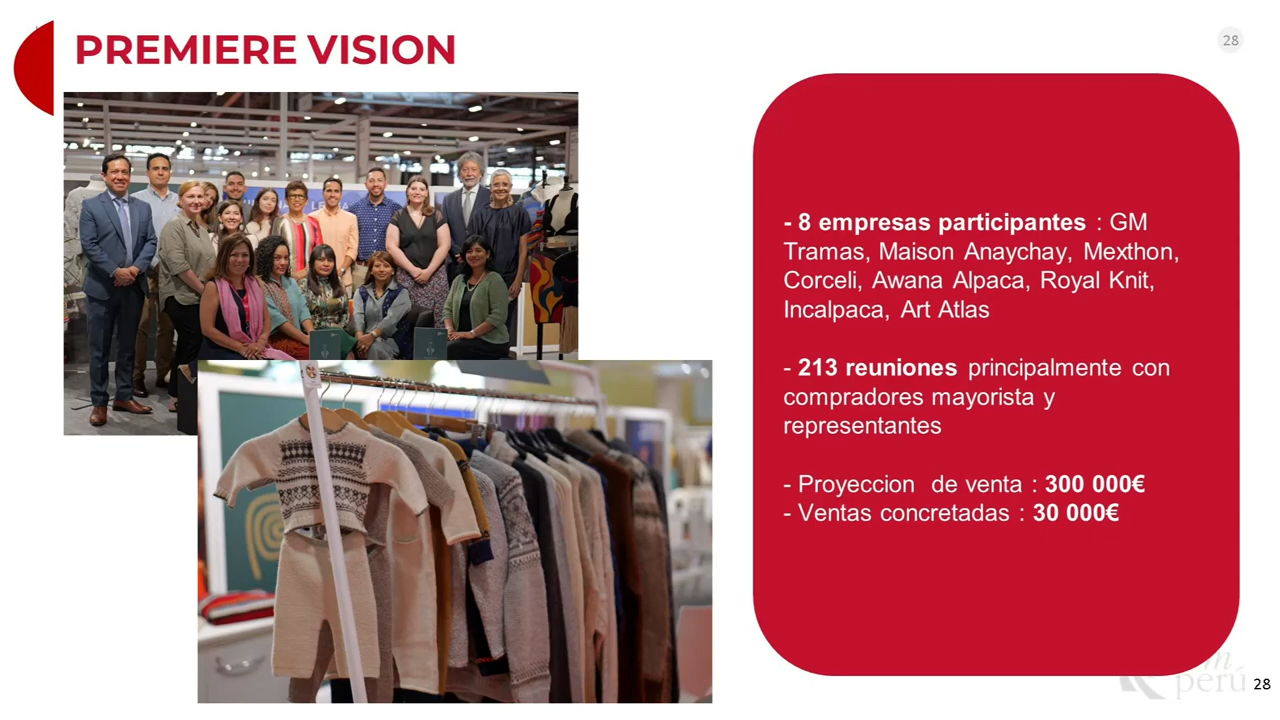 PREMIERE VISION
28
- 8 empresas participantes : GM
Tramas, Maison Anaychay, Mexthon,
Corceli, Awana Alpaca, Royal Knit,
Incalpaca, Art Atlas
- 213 reuniones principalmente con
compradores mayorista y
representantes
- Proyeccion de venta : 300 000€
- Ventas concretadas : 30 000€
perú
28